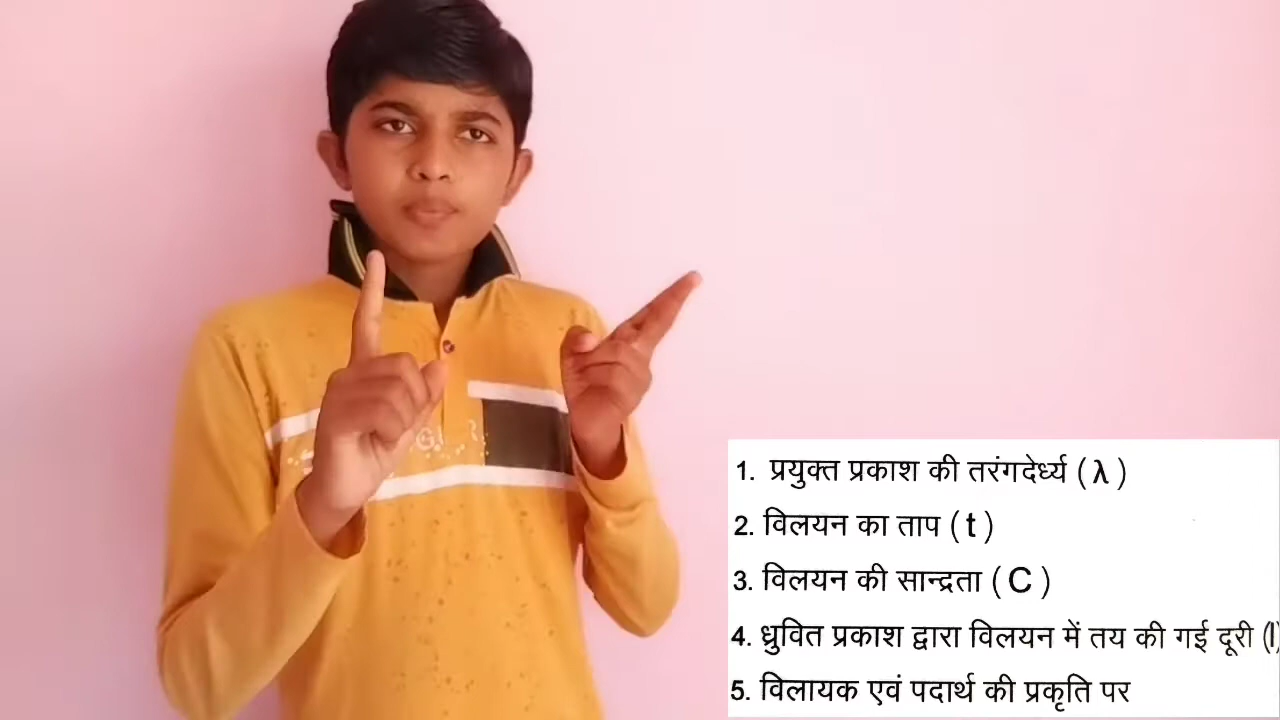 1. प्रयुक्त प्रकाश की तरंगदेर्ध्य ( λ )
2. विलयन का ताप ( t )
3. विलयन की सान्द्रता ( C )
4. ध्रुवित प्रकाश द्वारा विलयन में तय की गई दूरी (l)
5. विलायक एवं पदार्थ की प्रकृति पर